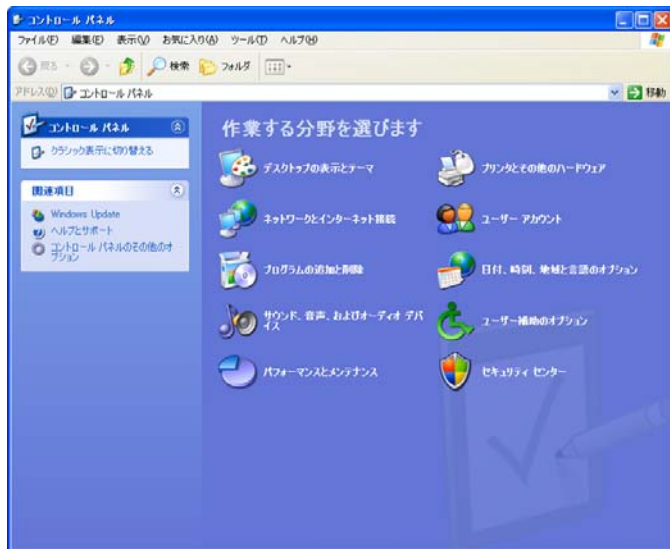 コントロール パネル
ファイル(F) 編集(E) 表示(V) お気に入り(A) ツール(T) ヘルプ(H)
戻る 検索 フォルダ
アドレス(D) コントロール パネル 移動
コントロール パネル
クラシック表示に切り替える
関連項目
Windows Update
ヘルプとサポート
コントロール パネルのその他のオ
プション
作業する分野を選びます
デスクトップの表示とテーマ
プリンタとその他のハードウェア
ネットワークとインターネット接続
ユーザー アカウント
プログラムの追加と削除
日付、時刻、地域と言語のオプション
サウンド、音声、およびオーディオ デバ
イス
ユーザー補助のオプション
パフォーマンスとメンテナンス
セキュリティ センター